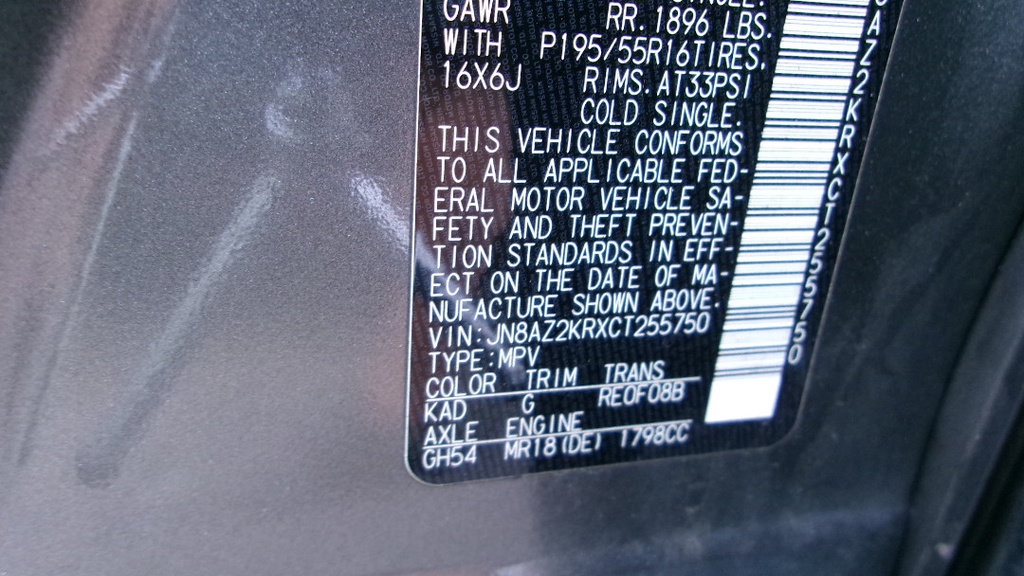 GAWR RR. 1896 LBS.
WITH P195/55R16TIRES.
16X6J RIMS. AT33PSI
COLD SINGLE.
THIS VEHICLE CONFORMS
TO ALL APPLICABLE FED-
ERAL MOTOR VEHICLE SA-
FETY AND THEFT PREVEN-
TION STANDARDS IN EFF-
ECT ON THE DATE OF MA-
NUFACTURE SHOWN ABOVE.
VIN:JN8AZ2KRXCT255750
TYPE:MPV
COLOR TRIM TRANS
KAD G RE0F08B
AXLE ENGINE
GH54 MR18(DE) 1798CC
AZ2KRXCT255750